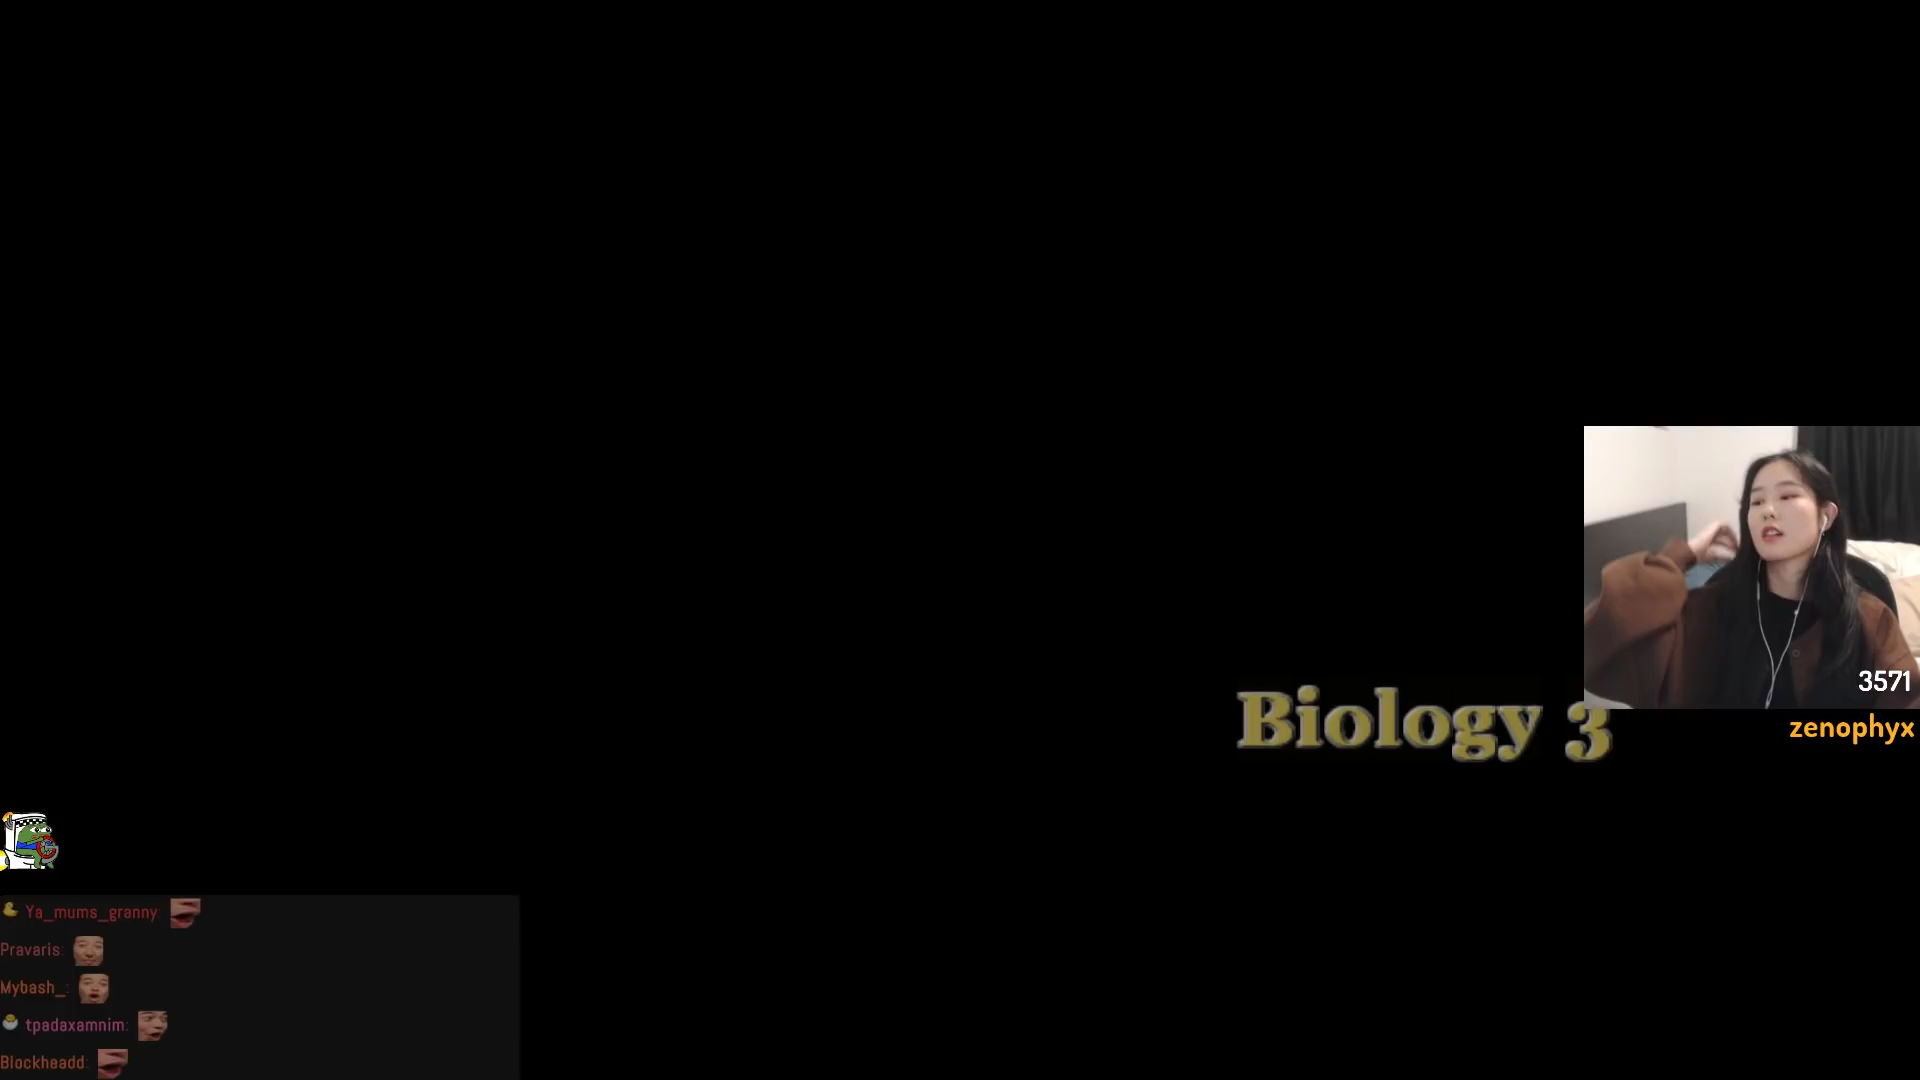 3571
Biology 3
zenophyx
Ya_mums_granny:
Pravaris:
Mybash_:
tpadaxamnim:
Blockheadd: